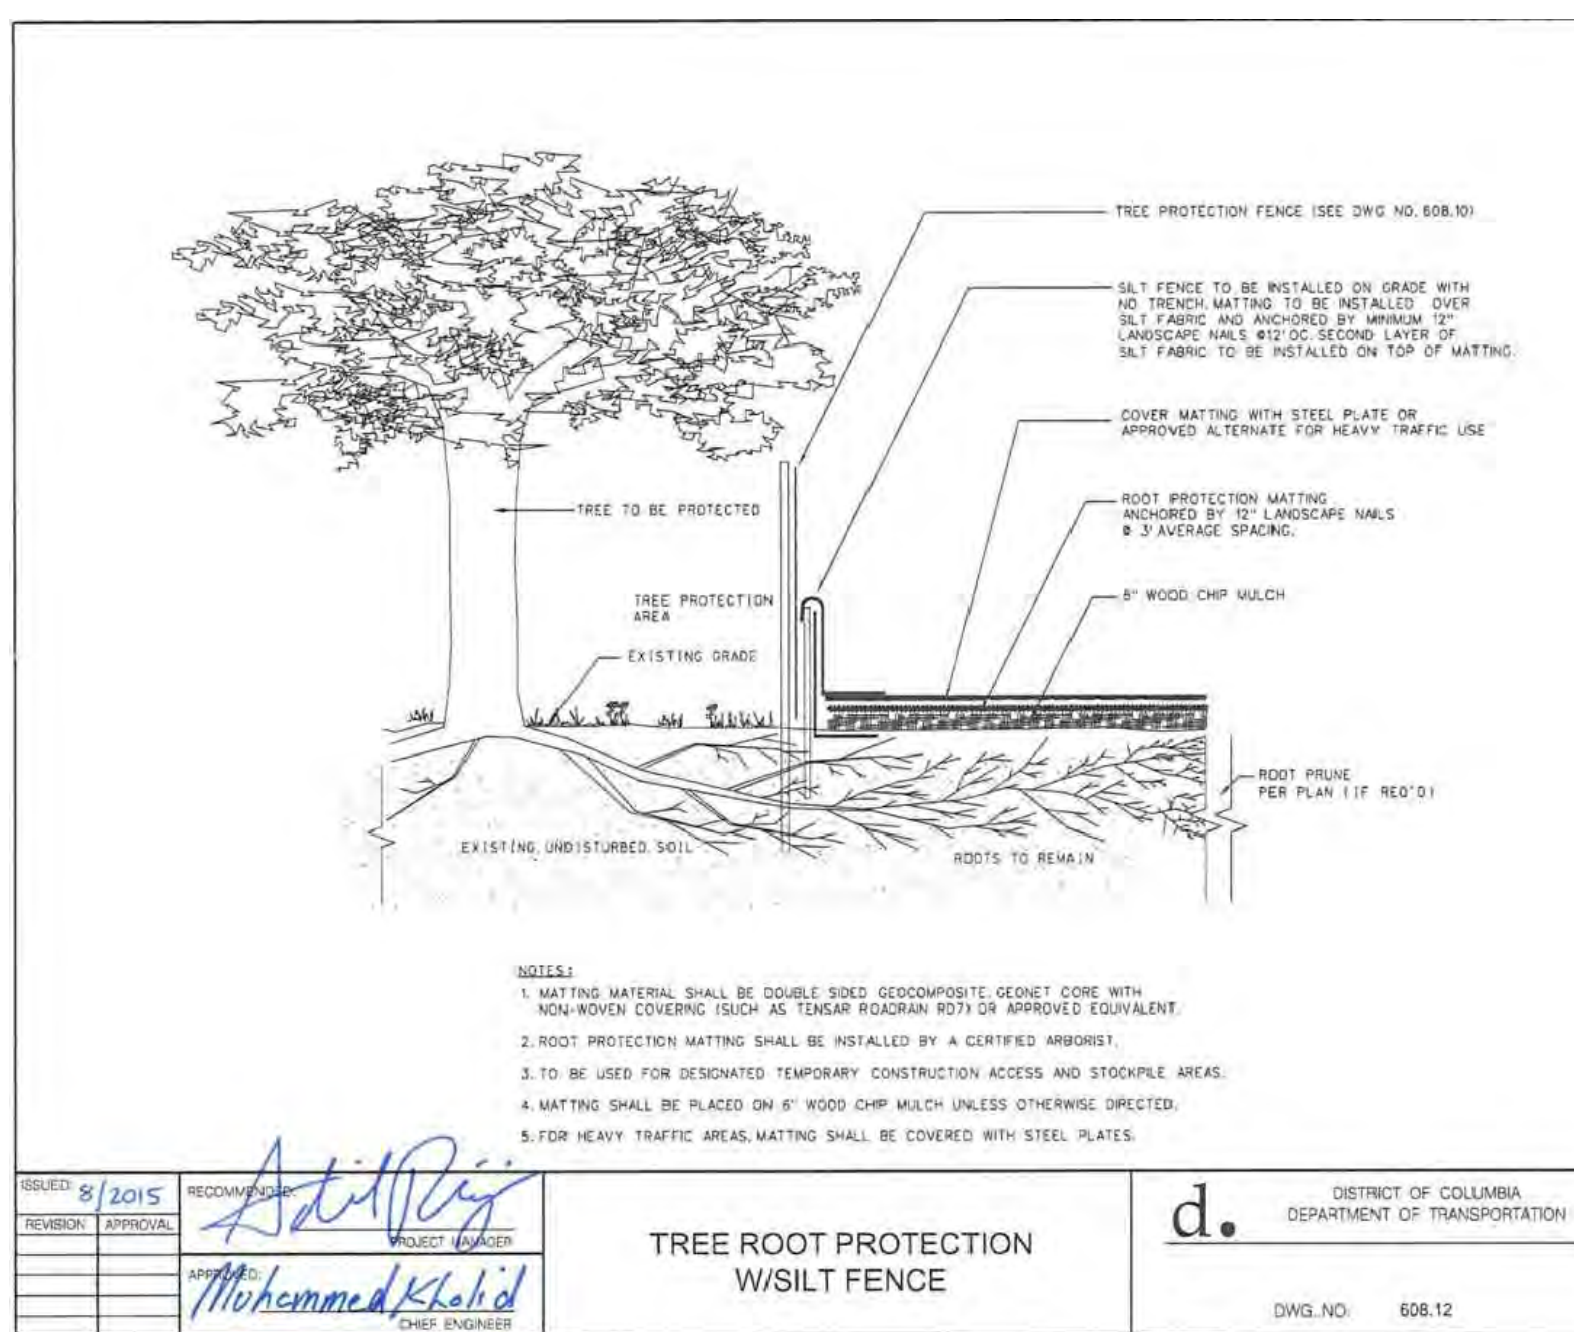 TREE PROTECTION FENCE (SEE DWG NO. 608.10)
SILT FENCE TO BE INSTALLED ON GRADE WITH
NO TRENCH. MATTING TO BE INSTALLED OVER
SILT FABRIC AND ANCHORED BY MINIMUM 12"
LANDSCAPE NAILS @12' OC. SECOND LAYER OF
SILT FABRIC TO BE INSTALLED ON TOP OF MATTING.
COVER MATTING WITH STEEL PLATE OR
APPROVED ALTERNATE FOR HEAVY TRAFFIC USE
ROOT PROTECTION MATTING
ANCHORED BY 12" LANDSCAPE NAILS
@ 3' AVERAGE SPACING.
TREE TO BE PROTECTED
TREE PROTECTION
AREA
6" WOOD CHIP MULCH
EXISTING GRADE
ROOT PRUNE
PER PLAN (IF REQ'D)
EXISTING, UNDISTURBED, SOIL
ROOTS TO REMAIN
NOTES:
1. MATTING MATERIAL SHALL BE DOUBLE SIDED GEOCOMPOSITE, GEONET CORE WITH
NON-WOVEN COVERING (SUCH AS TENSAR ROADRAIN RD7) OR APPROVED EQUIVALENT.
2. ROOT PROTECTION MATTING SHALL BE INSTALLED BY A CERTIFIED ARBORIST.
3. TO BE USED FOR DESIGNATED TEMPORARY CONSTRUCTION ACCESS AND STOCKPILE AREAS.
4. MATTING SHALL BE PLACED ON 6" WOOD CHIP MULCH UNLESS OTHERWISE DIRECTED.
5. FOR HEAVY TRAFFIC AREAS, MATTING SHALL BE COVERED WITH STEEL PLATES.
ISSUED: 8/2015
REVISION APPROVAL
RECOMMENDED:
PROJECT MANAGER
APPROVED:
Muhammed Khalid
CHIEF ENGINEER
TREE ROOT PROTECTION
W/SILT FENCE
d.
DISTRICT OF COLUMBIA
DEPARTMENT OF TRANSPORTATION
DWG. NO. 608.12